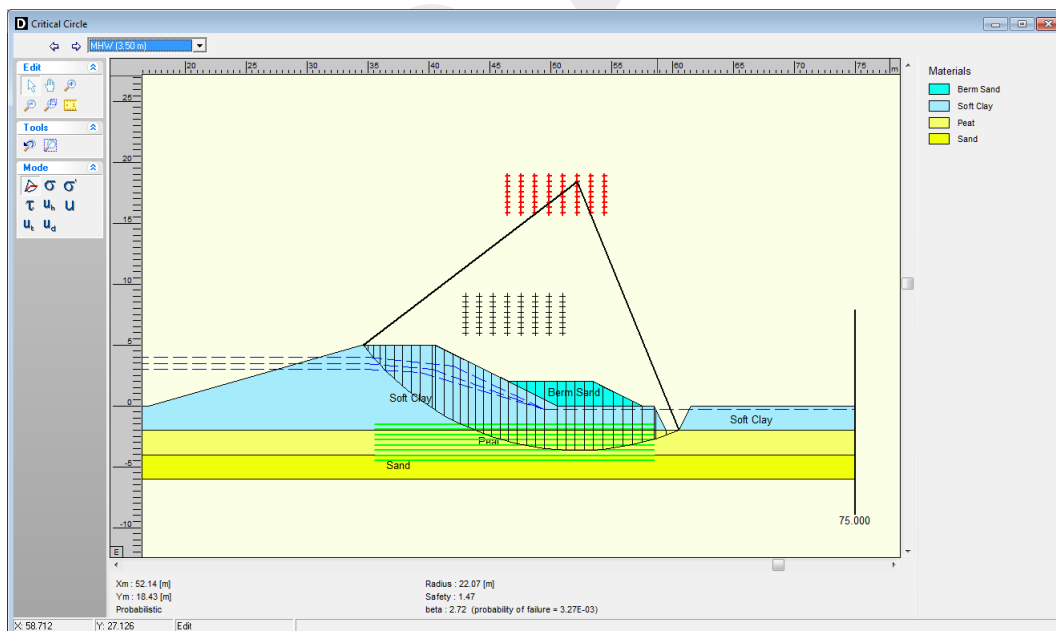 Critical Circle
MHW (3.50 m)
Edit
Tools
Mode
σ σ'
τ uh u
ut ud
20 25 30 35 40 45 50 55 60 65 70 75 m
25
20
15
10
5
0
-5
-10
E
Soft Clay
Berm Sand
Soft Clay
Peat
Sand
75.000
Materials
Berm Sand
Soft Clay
Peat
Sand
Xm : 52.14 [m]
Radius : 22.07 [m]
Ym : 18.43 [m]
Safety : 1.47
Probabilistic
beta : 2.72 (probability of failure = 3.27E-03)
X: 58.712
Y: 27.126
Edit